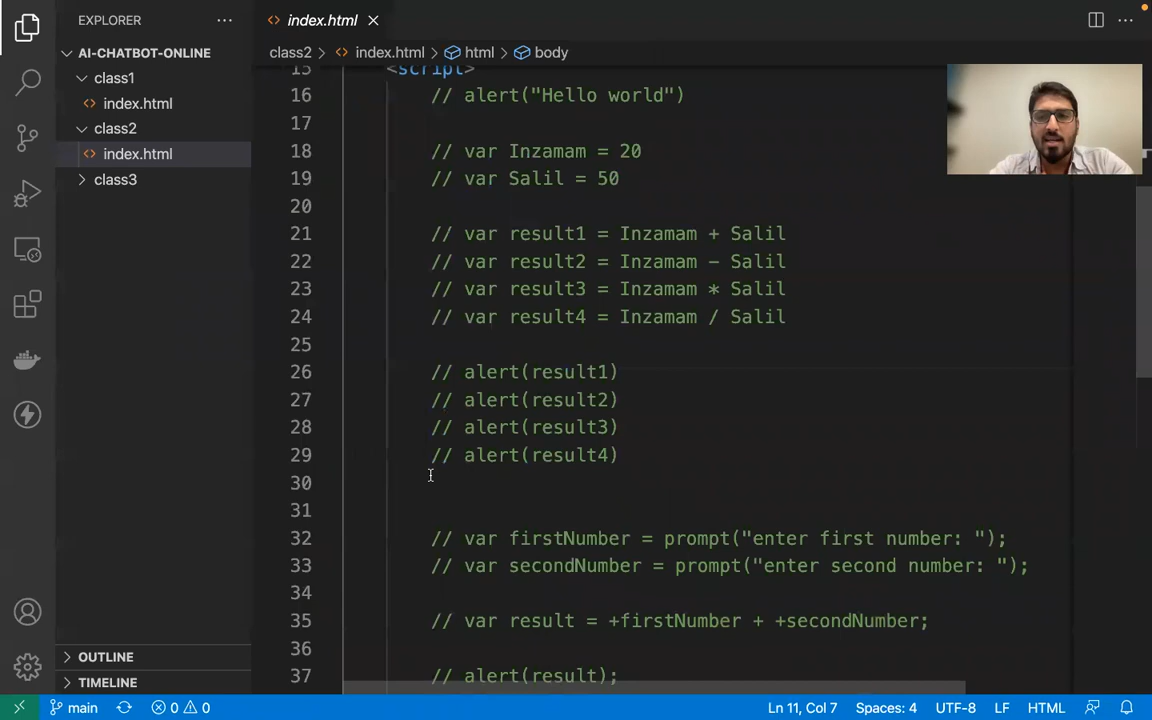 EXPLORER
index.html
AI-CHATBOT-ONLINE
class1
index.html
class2
index.html
class3
OUTLINE
TIMELINE
class2 > index.html > html > body
15 <script>
16 // alert("Hello world")
17
18 // var Inzamam = 20
19 // var Salil = 50
20
21 // var result1 = Inzamam + Salil
22 // var result2 = Inzamam - Salil
23 // var result3 = Inzamam * Salil
24 // var result4 = Inzamam / Salil
25
26 // alert(result1)
27 // alert(result2)
28 // alert(result3)
29 // alert(result4)
30
31
32 // var firstNumber = prompt("enter first number: ");
33 // var secondNumber = prompt("enter second number: ");
34
35 // var result = +firstNumber + +secondNumber;
36
37 // alert(result);
main 0 0 Ln 11, Col 7 Spaces: 4 UTF-8 LF HTML